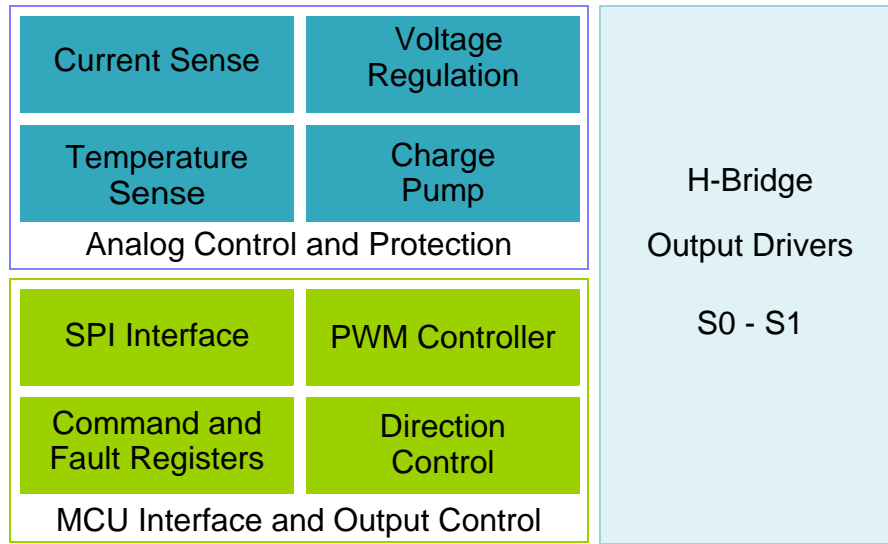 Current Sense
Voltage
Regulation
Temperature
Sense
Charge
Pump
Analog Control and Protection
SPI Interface
PWM Controller
Command and
Fault Registers
Direction
Control
MCU Interface and Output Control
H-Bridge
Output Drivers
S0 - S1